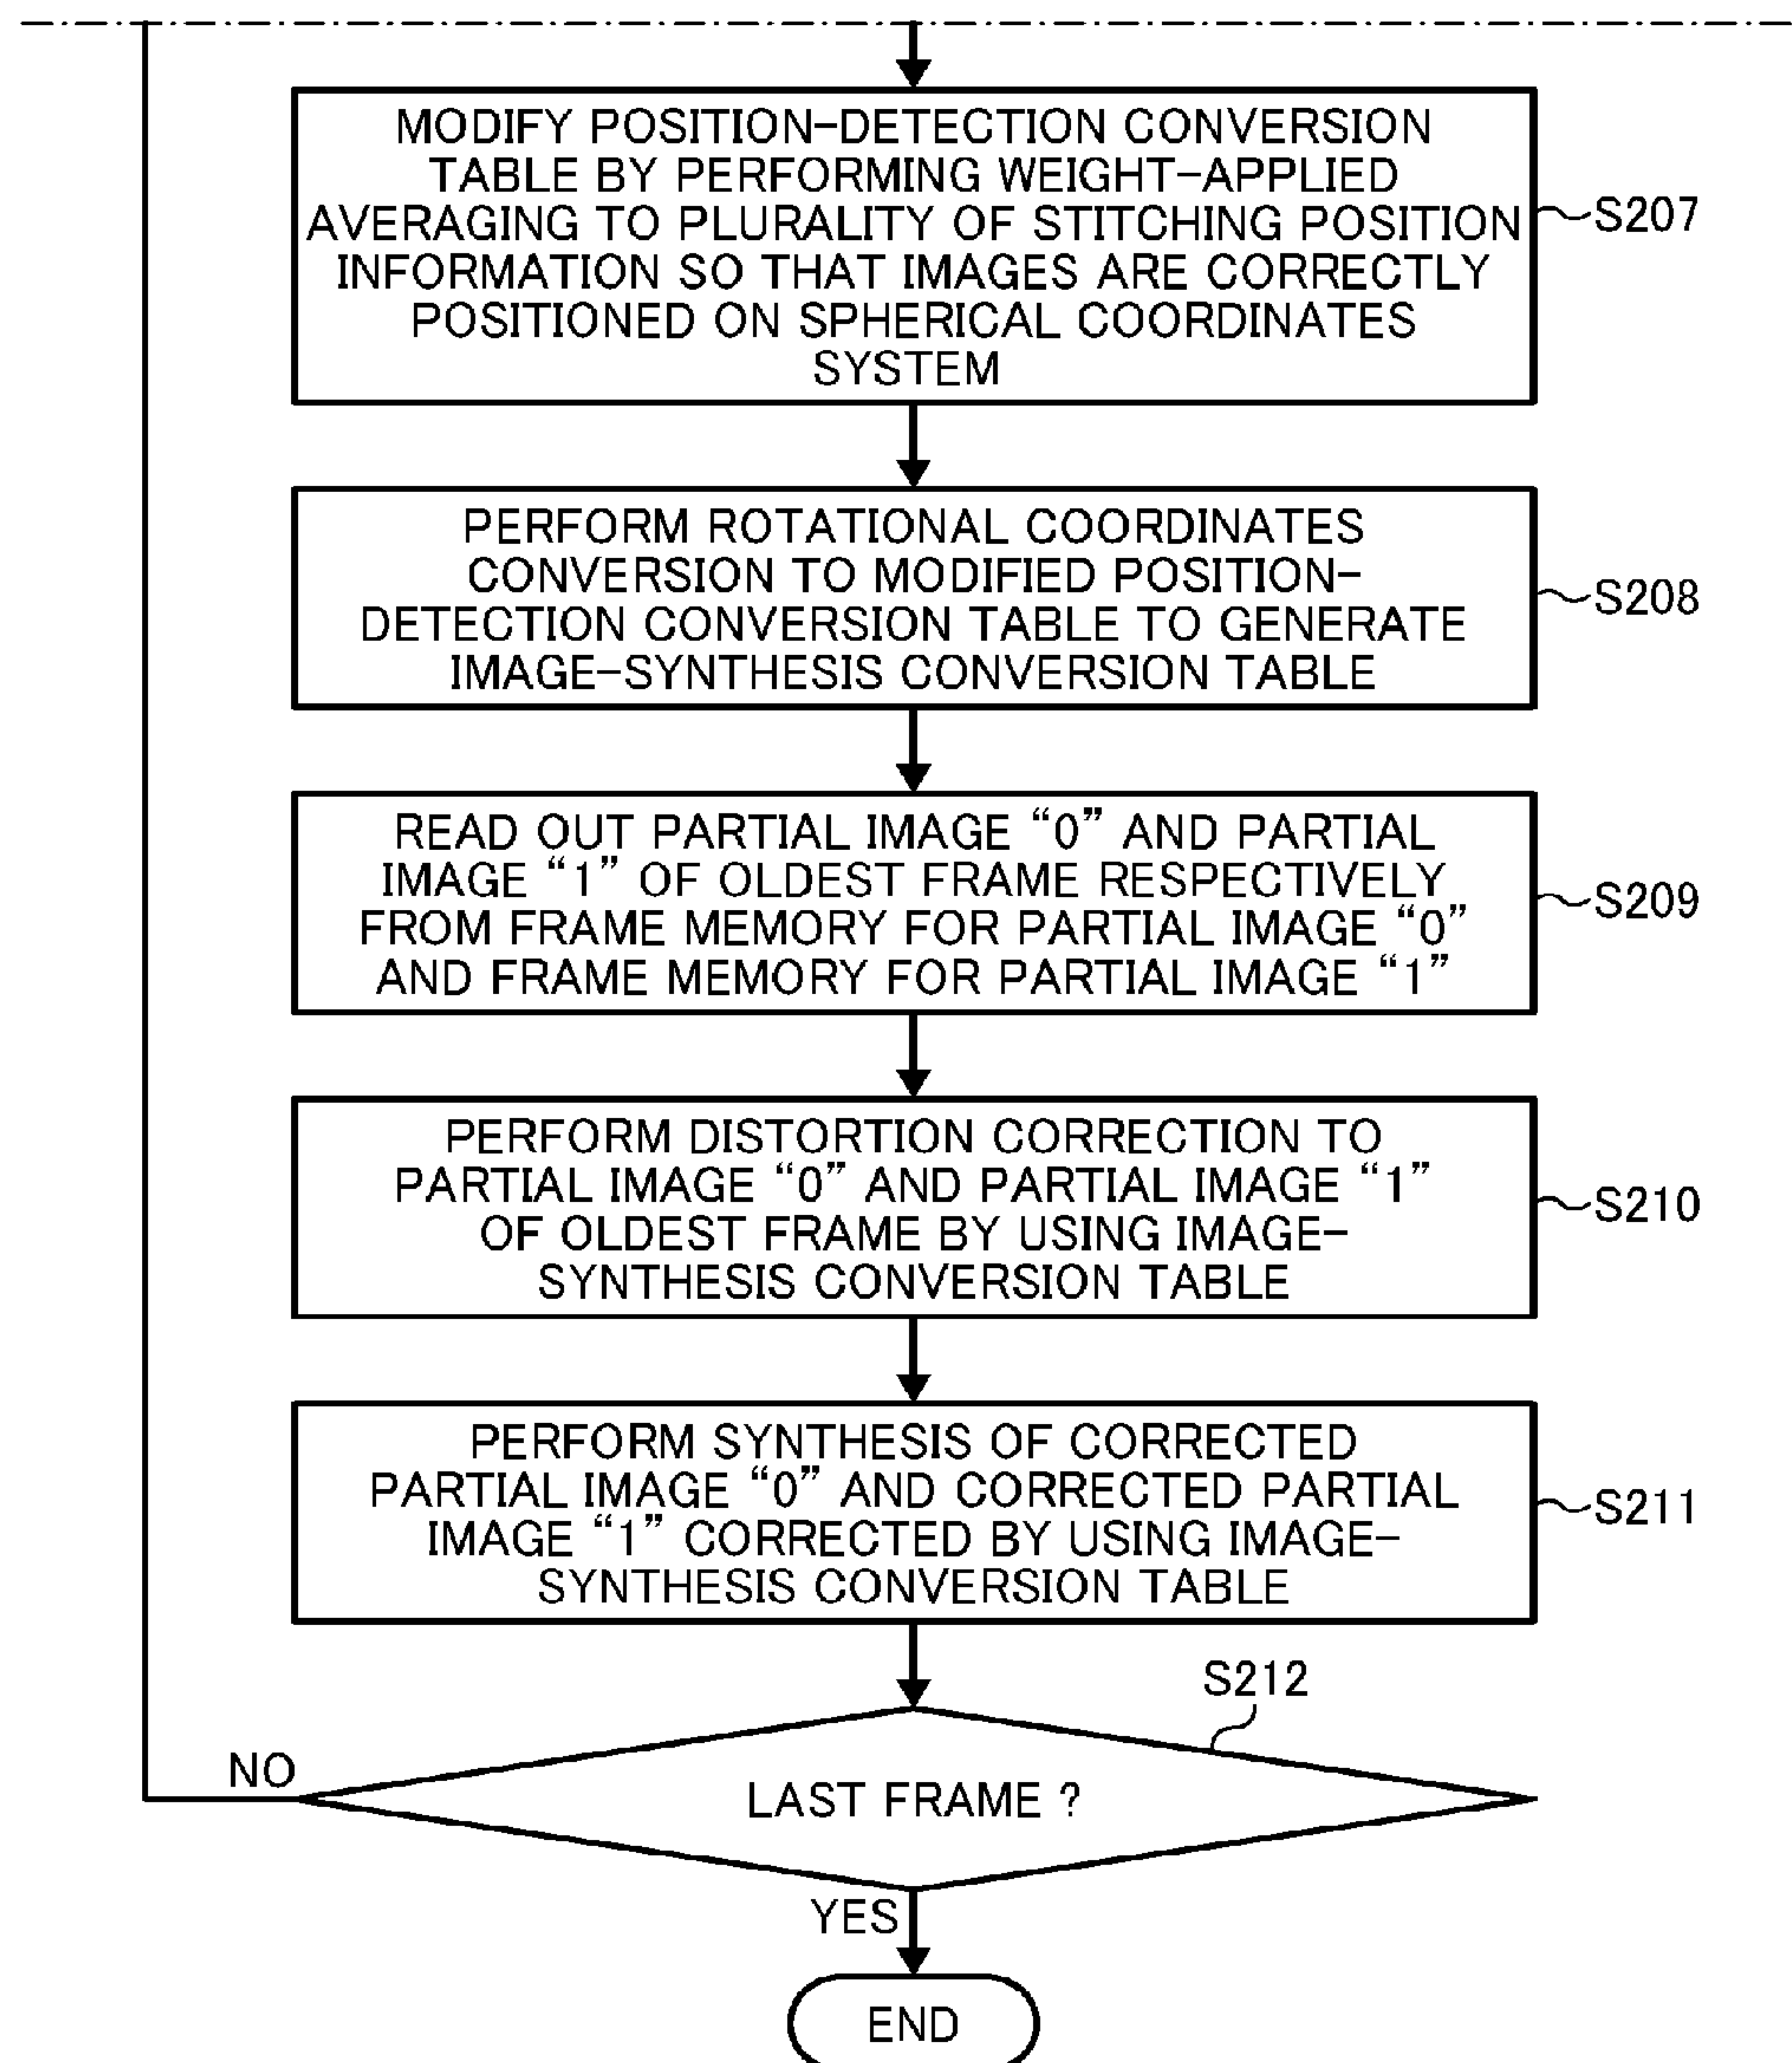 MODIFY POSITION-DETECTION CONVERSION
TABLE BY PERFORMING WEIGHT-APPLIED
AVERAGING TO PLURALITY OF STITCHING POSITION
INFORMATION SO THAT IMAGES ARE CORRECTLY
POSITIONED ON SPHERICAL COORDINATES
SYSTEM
S207
PERFORM ROTATIONAL COORDINATES
CONVERSION TO MODIFIED POSITION-
DETECTION CONVERSION TABLE TO GENERATE
IMAGE-SYNTHESIS CONVERSION TABLE
S208
READ OUT PARTIAL IMAGE “0” AND PARTIAL
IMAGE “1” OF OLDEST FRAME RESPECTIVELY
FROM FRAME MEMORY FOR PARTIAL IMAGE “0”
AND FRAME MEMORY FOR PARTIAL IMAGE “1”
S209
PERFORM DISTORTION CORRECTION TO
PARTIAL IMAGE “0” AND PARTIAL IMAGE “1”
OF OLDEST FRAME BY USING IMAGE-
SYNTHESIS CONVERSION TABLE
S210
PERFORM SYNTHESIS OF CORRECTED
PARTIAL IMAGE “0” AND CORRECTED PARTIAL
IMAGE “1” CORRECTED BY USING IMAGE-
SYNTHESIS CONVERSION TABLE
S211
S212
NO
LAST FRAME ?
YES
END